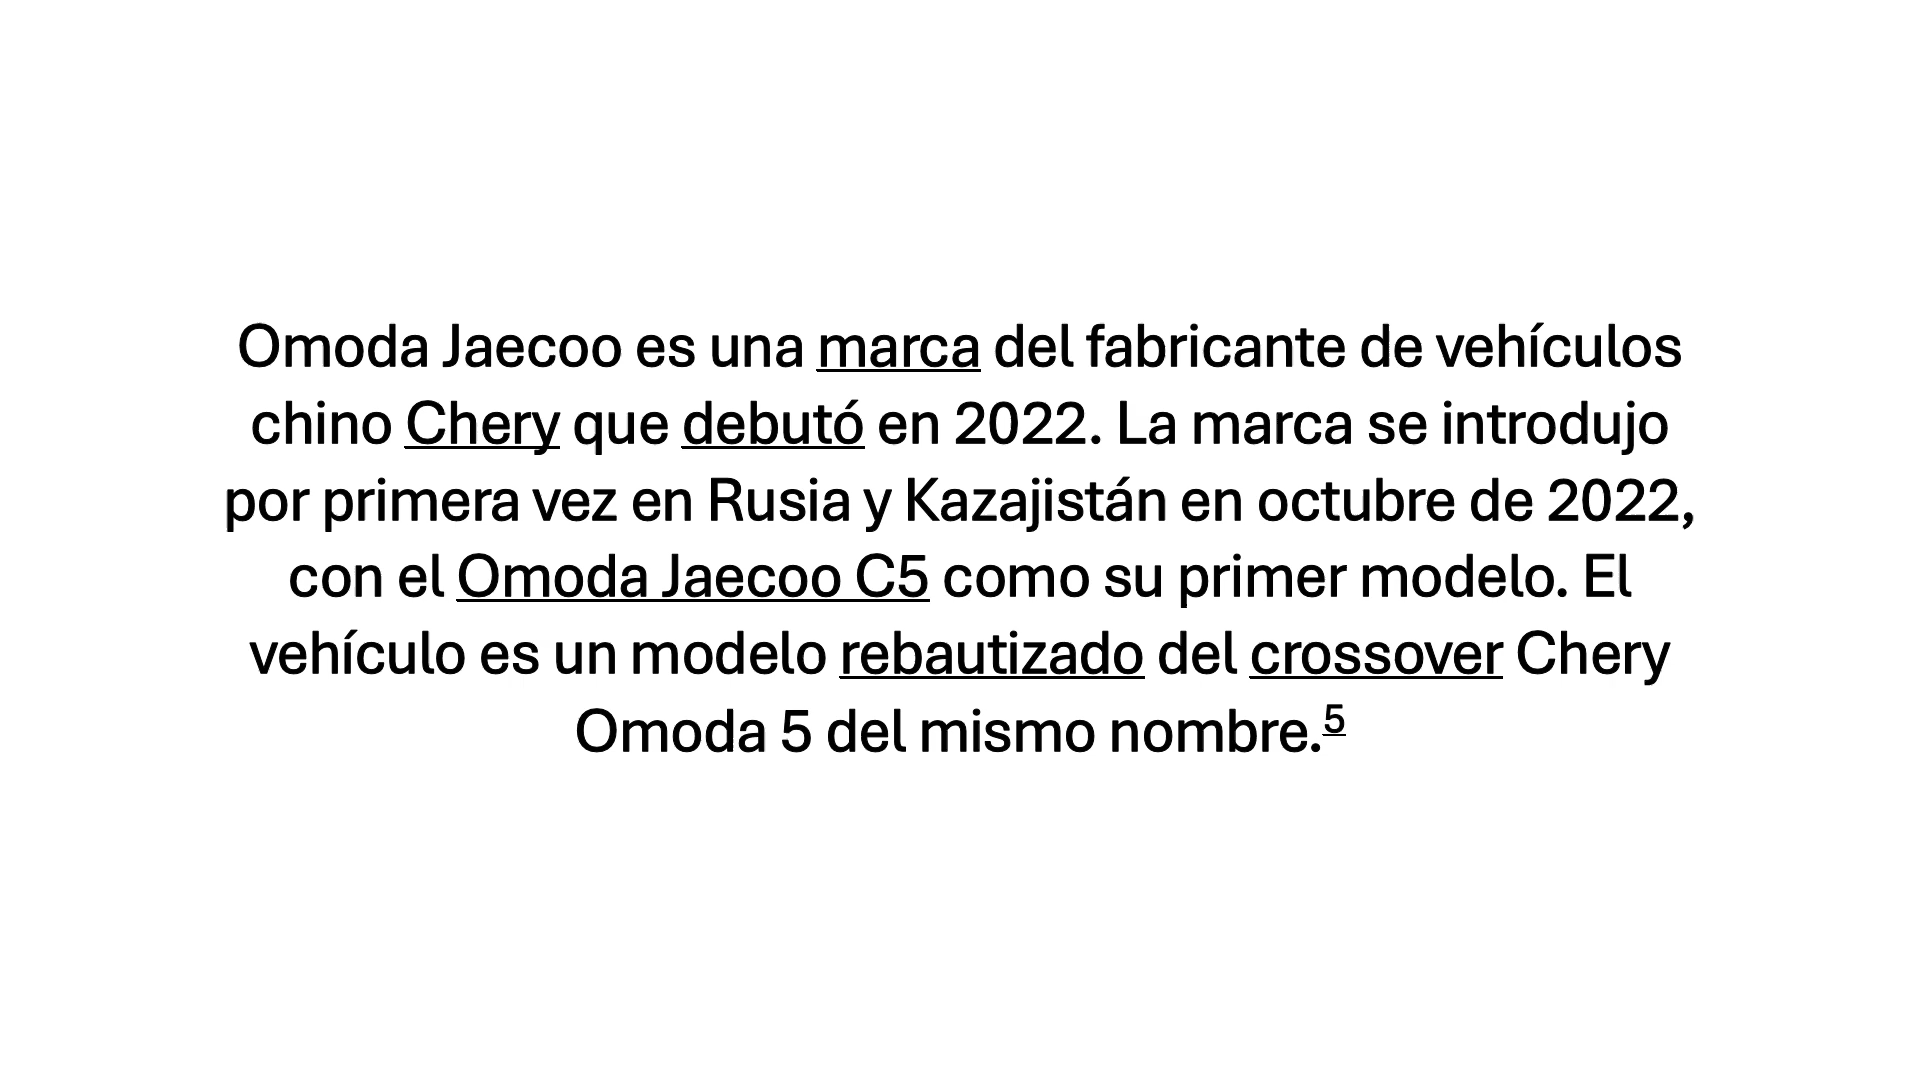 Omoda Jaecoo es una marca del fabricante de vehículos
chino Chery que debutó en 2022. La marca se introdujo
por primera vez en Rusia y Kazajistán en octubre de 2022,
con el Omoda Jaecoo C5 como su primer modelo. El
vehículo es un modelo rebautizado del crossover Chery
Omoda 5 del mismo nombre.5